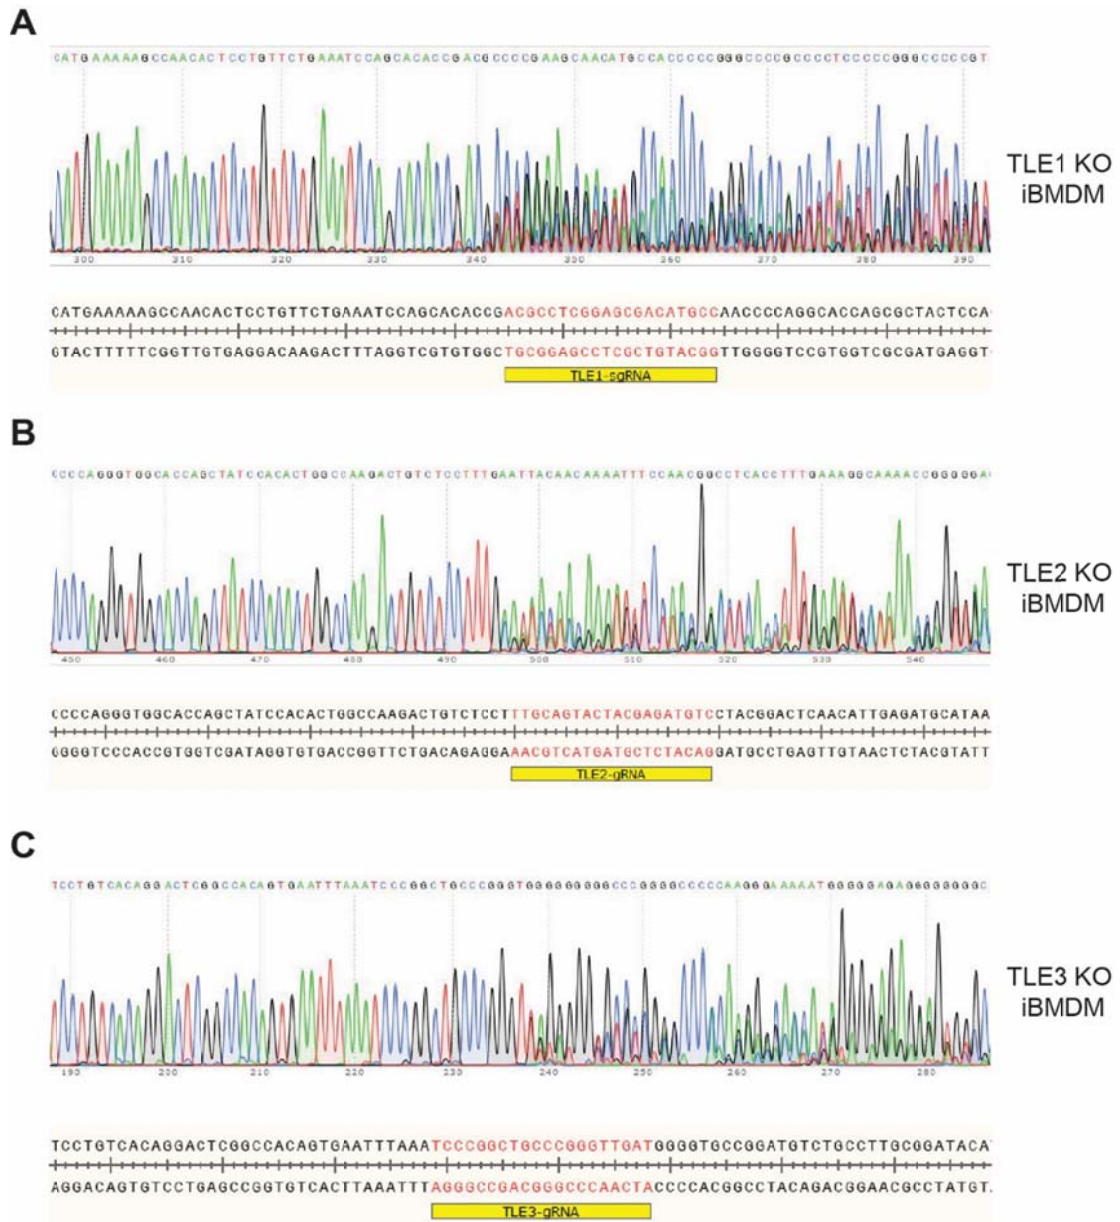 A
CATGAAAAAGCCAACACTCCTGTTCTGAAATCCAGCACACCGACGCCCCGAAGCAACATGCCACCCCCGGGCCCCGCCCCTCCCCCGGGCCCCCGT
TLE1 KO
iBMDM
300 310 320 330 340 350 360 370 380 390
CATGAAAAAGCCAACACTCCTGTTCTGAAATCCAGCACACCGACGCCTCGGAGCGACATGCCAACCCCAGGCACCAGCGCTACTCCA
GTACTTTTTCGGTTGTGAGGACAAGACTTTAGGTCGTGTGGCTGCGGAGCCTCGCTGTACGGTTGGGGTCCGTGGTCGCGATGAGGT
TLE1-sgRNA
B
CCCCAGGGTGGCACCAGCTATCCACACTGGCCAAGACTGTCTCCTTTGAATTACAACAAAATTTCCAACGGCCTCACCTTTGAAAGGCAAAACCGGGGGA
TLE2 KO
iBMDM
450 460 470 480 490 500 510 520 530 540
CCCCAGGGTGGCACCAGCTATCCACACTGGCCAAGACTGTCTCCTTTGCAGTACTACGAGATGTCCTACGGACTCAACATTGAGATGCATAA
GGGGTCCCACCGTGGTCGATAGGTGTGACCGGTTCTGACAGAGGAAACGTCATGATGCTCTACAGGATGCCTGAGTTGTAACTCTACGTATT
TLE2-gRNA
C
TCCTGTCACAGGACTCGGCCACAGTGAATTTAAATCCCGGCTGCCCGGGTGGGGGGGGGCCCGGGGCCCCCAAGGGAAAAATGGGGGAGAGGGGGGGC
TLE3 KO
iBMDM
190 200 210 220 230 240 250 260 270 280
TCCTGTCACAGGACTCGGCCACAGTGAATTTAAATCCCGGCTGCCCGGGTTGATGGGGTGCCGGATGTCTGCCTTGCGGATACA
AGGACAGTGTCCTGAGCCGGTGTCACTTAAATTTAGGGCCGACGGGCCCAACTACCCCACGGCCTACAGACGGAACGCCTATGT
TLE3-gRNA